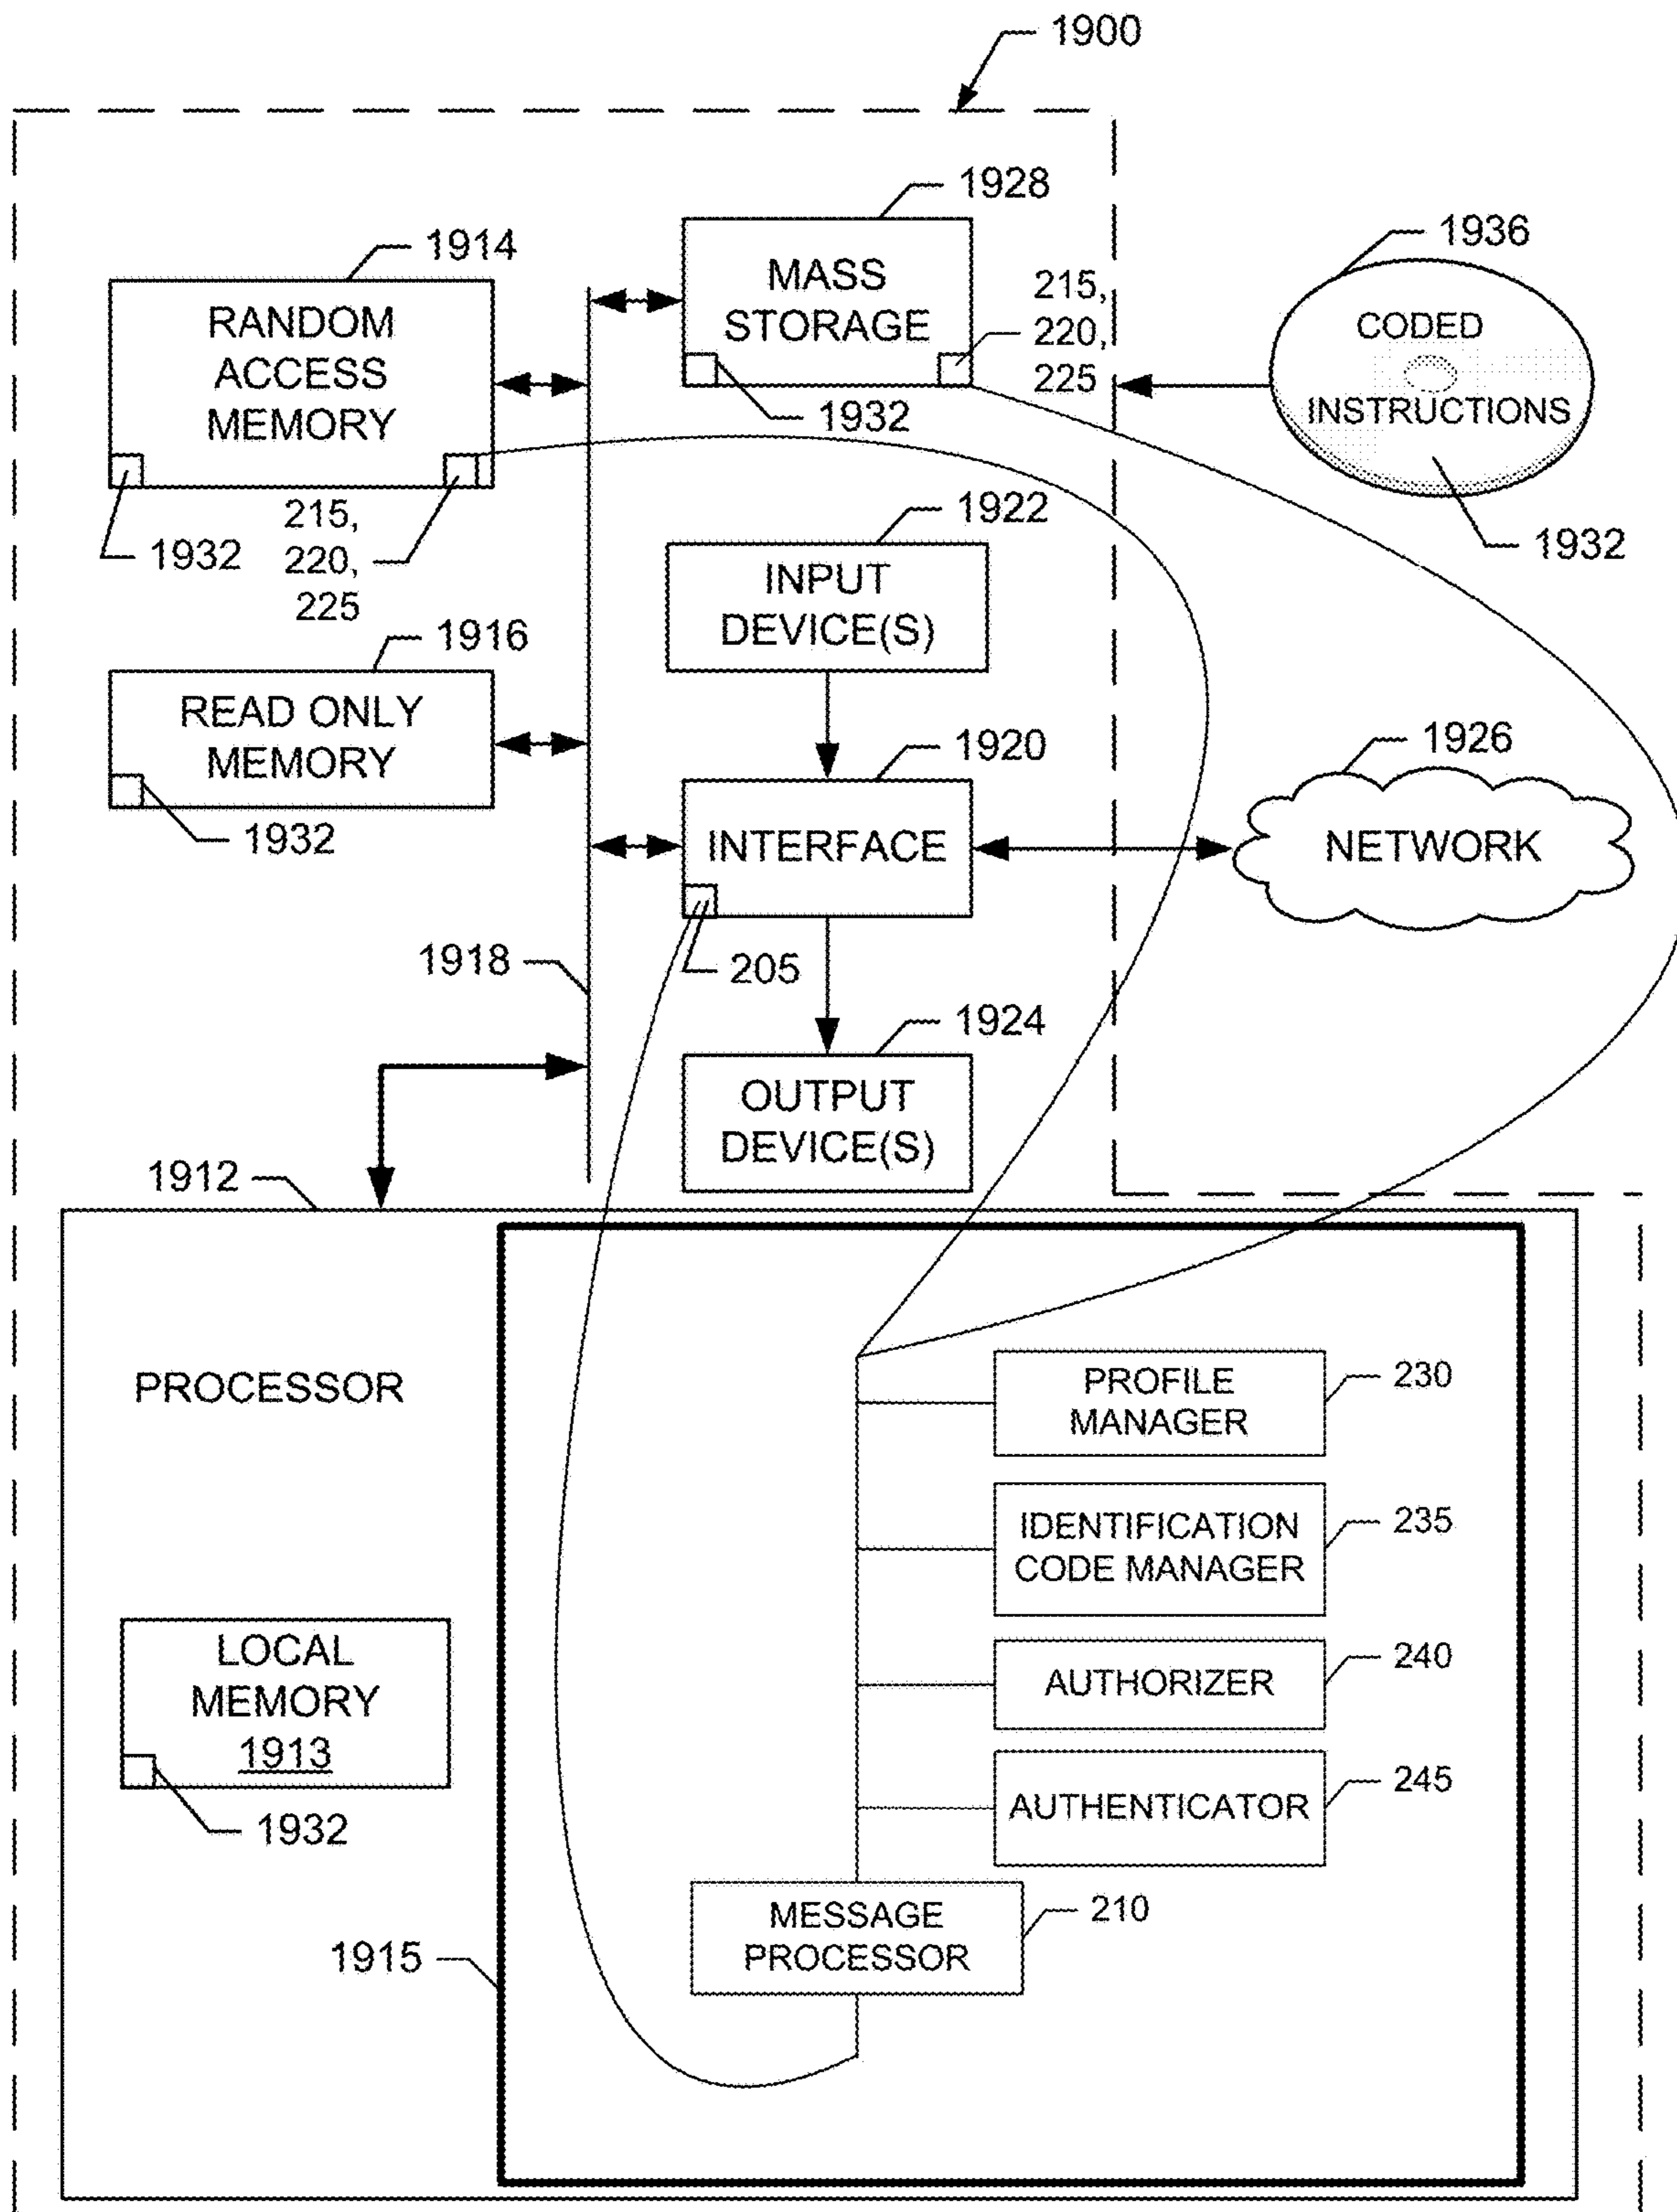 1900
1928
1914
1936
MASS
STORAGE
215,
220,
225
RANDOM
ACCESS
MEMORY
CODED
INSTRUCTIONS
1932
1932
215,
220,
225
1932
1922
1932
INPUT
DEVICE(S)
1916
READ ONLY
MEMORY
1932
1920
1926
INTERFACE
NETWORK
1918
205
1924
OUTPUT
DEVICE(S)
1912
PROCESSOR
PROFILE
MANAGER
230
IDENTIFICATION
CODE MANAGER
235
LOCAL
MEMORY
1913
1932
AUTHORIZER
240
AUTHENTICATOR
245
MESSAGE
PROCESSOR
210
1915